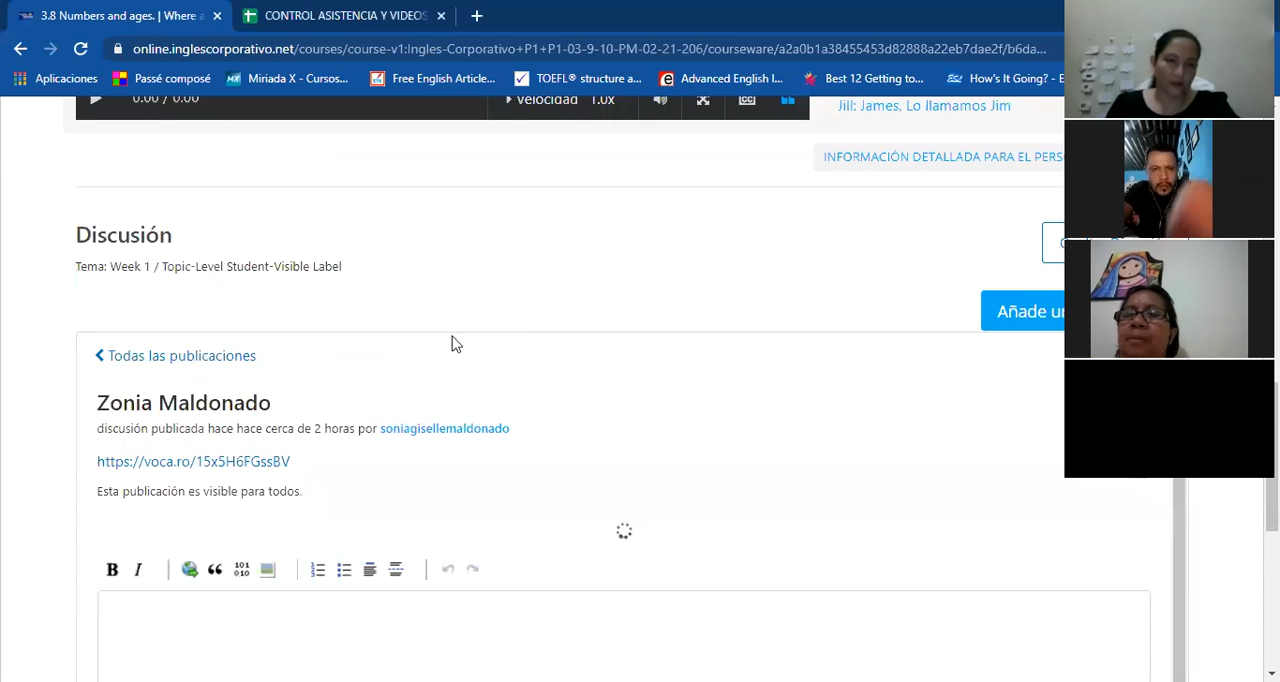 3.8 Numbers and ages. | Where a
CONTROL ASISTENCIA Y VIDEOS
online.inglescorporativo.net/courses/course-v1:Ingles-Corporativo+P1+P1-03-9-10-PM-02-21-206/courseware/a2a0b1a38455453d82888a22eb7dae2f/b6da...
Aplicaciones
Passé composé
Miriada X - Cursos...
Free English Article...
TOEFL® structure a...
Advanced English I...
Best 12 Getting to...
How's It Going? - E
0:00 / 0:00
Velocidad 1.0x
Jill: James, Lo llamamos Jim
INFORMACIÓN DETALLADA PARA EL PERS
Discusión
Tema: Week 1 / Topic-Level Student-Visible Label
Añade un
Todas las publicaciones
Zonia Maldonado
discusión publicada hace hace cerca de 2 horas por soniagisellemaldonado
https://voca.ro/15x5H6FGssBV
Esta publicación es visible para todos.
B I